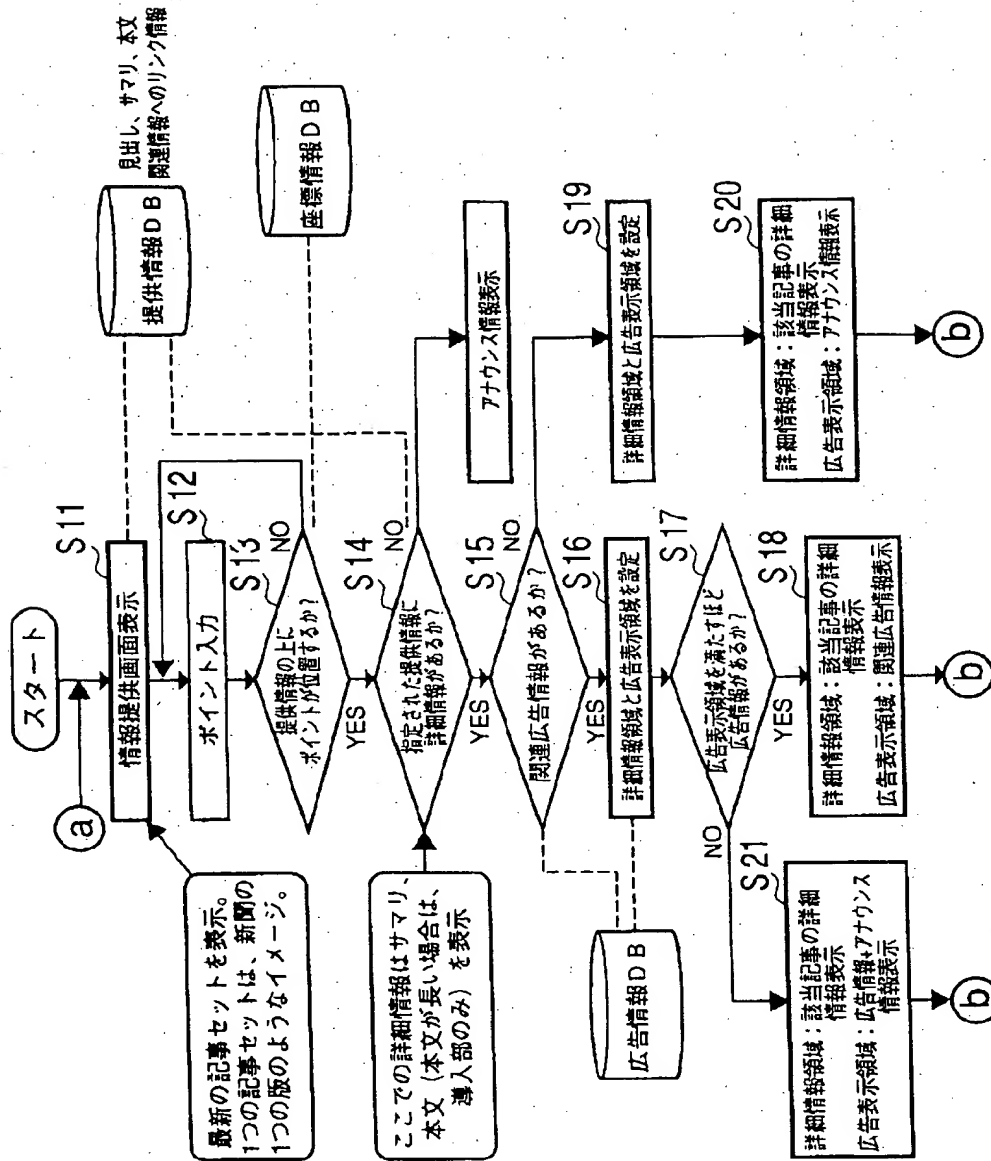 スタート
a
情報提供画面表示
S11
最新の記事セットを表示。
1つの記事セットは、新聞の
1つの版のようなイメージ。
提供情報DB
見出し、サマリ、本文
関連情報へのリンク情報
ポイント入力
S12
提供情報の上に
ポイントが位置するか？
S13
NO
YES
座標情報DB
指定された提供情報に
詳細情報があるか？
S14
NO
YES
ここでの詳細情報はサマリ、
本文（本文が長い場合は、
導入部のみ）を表示
アナウンス情報表示
関連広告情報があるか？
S15
NO
YES
広告情報DB
詳細情報領域と広告表示領域を設定
S16
詳細情報領域と広告表示領域を設定
S19
広告表示領域を満たすほど
広告情報があるか？
S17
NO
YES
S21
詳細情報領域；該当記事の詳細
情報表示
広告表示領域：広告情報+アナウンス
情報表示
b
S18
詳細情報領域：該当記事の詳細
情報表示
広告表示領域：関連広告情報表示
b
S20
詳細情報領域：該当記事の詳細
情報表示
広告表示領域：アナウンス情報表示
b